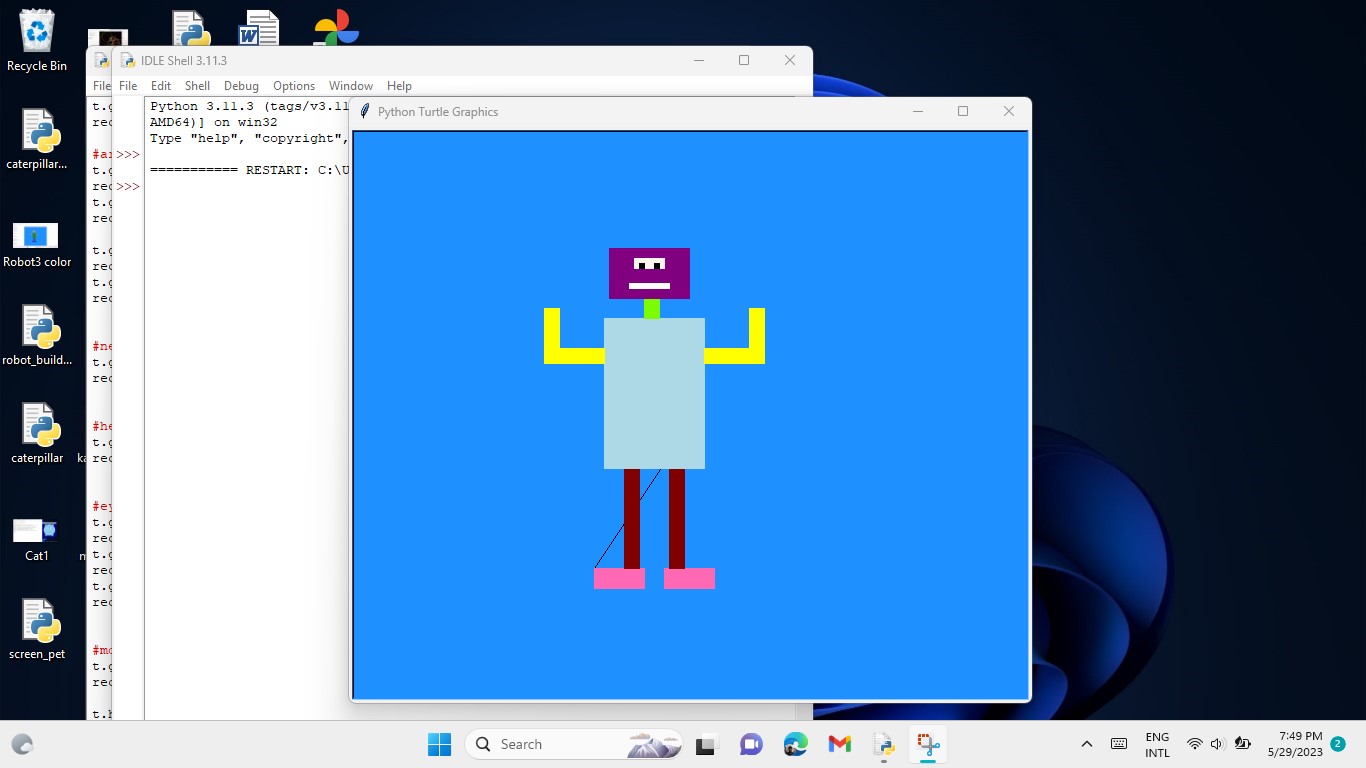 Recycle Bin
caterpillar...
Robot3 color
robot_build...
caterpillar
Cat1
screen_pet
IDLE Shell 3.11.3
File
File Edit Shell Debug Options Window Help
Python 3.11.3 (tags/v3.11
AMD64)] on win32
Type "help", "copyright",
>>>
=========== RESTART: C:\U
>>>
t.g
rec
#ar
t.g
rec
t.g
rec
t.g
rec
t.g
rec
#ne
t.g
rec
#he
t.g
rec
#ey
t.g
rec
t.g
rec
t.g
rec
#mo
t.g
rec
t.h
Python Turtle Graphics
Search
ENG
INTL
7:49 PM
5/29/2023
2